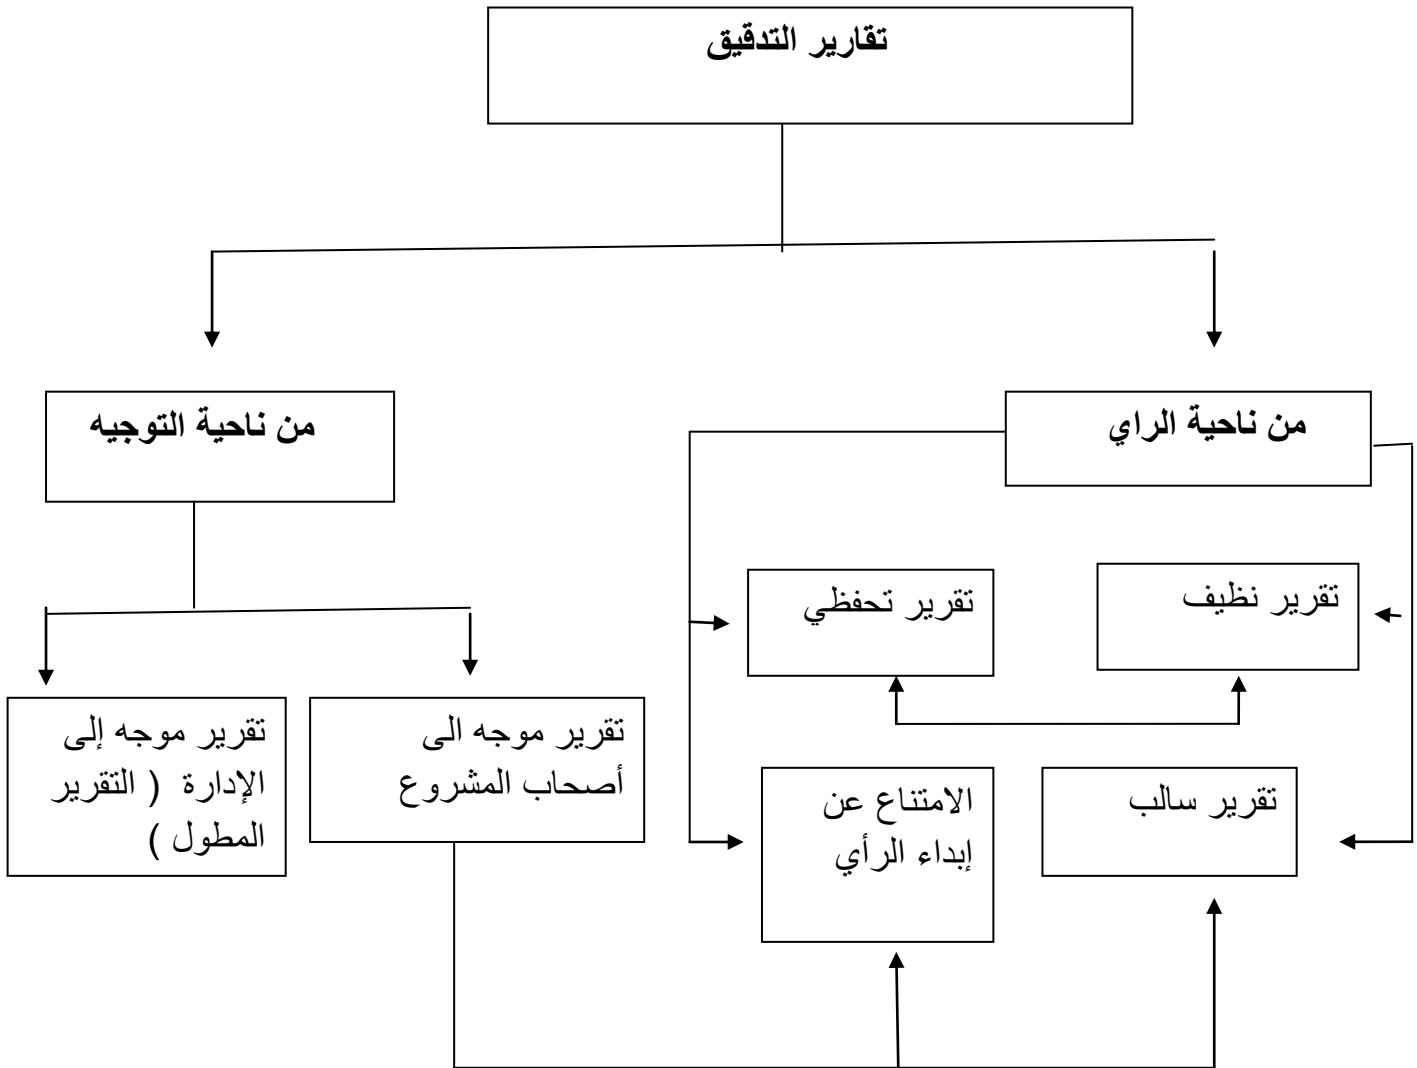 تقارير التدقيق
من ناحية الراي
من ناحية التوجيه
تقرير نظيف
تقرير تحفظي
تقرير سالب
الامتناع عن
إبداء الرأي
تقرير موجه الى
أصحاب المشروع
تقرير موجه إلى
الإدارة ( التقرير
المطول )